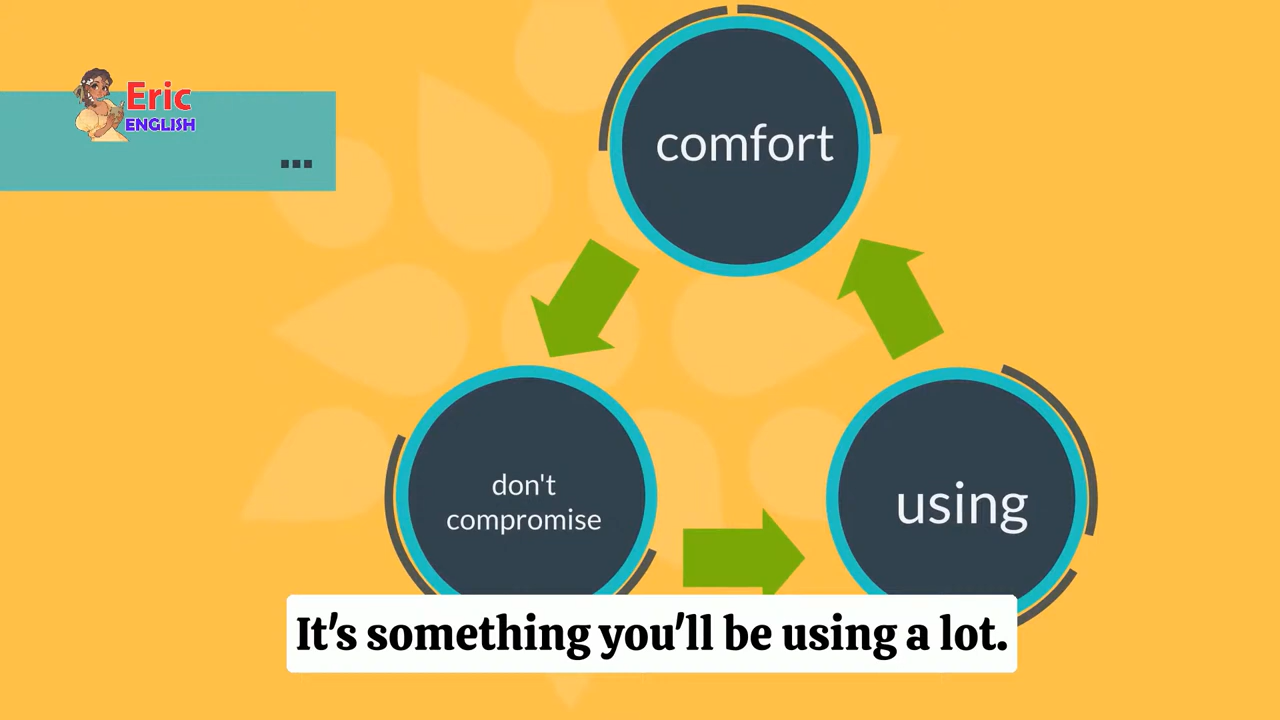 Eric
ENGLISH
...
comfort
don't
compromise
using
It's something you'll be using a lot.